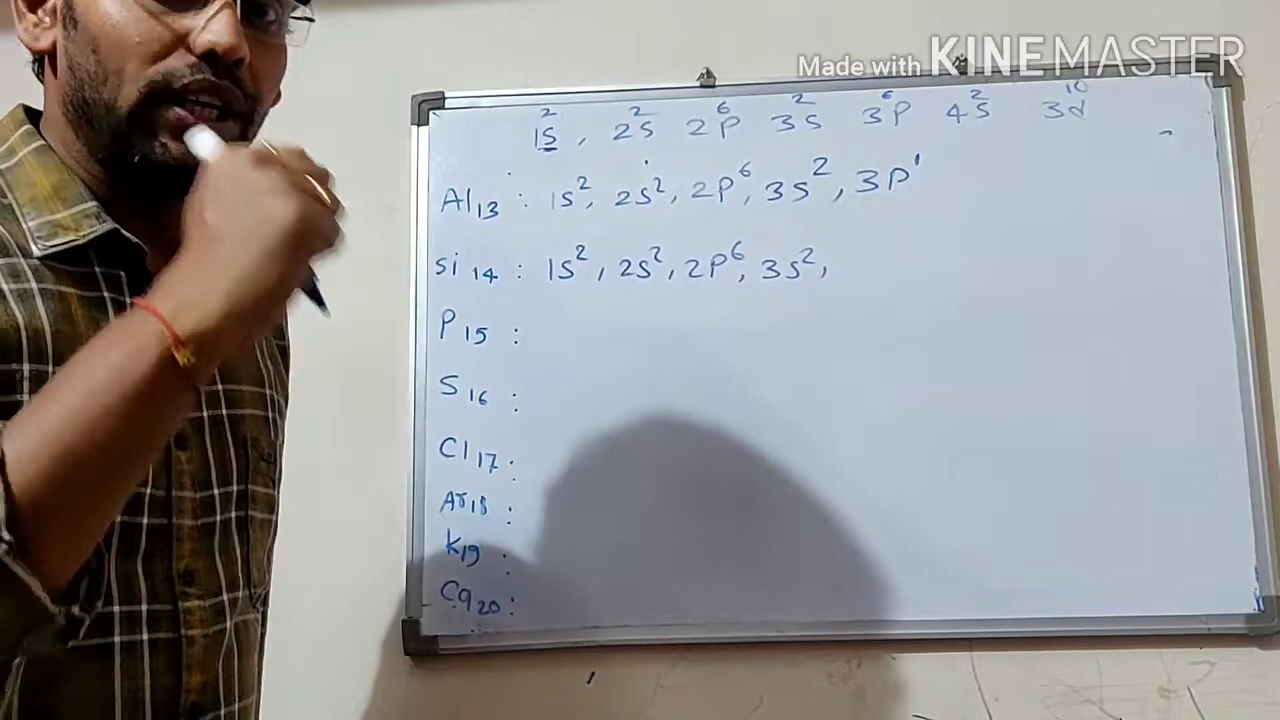 Made with KINEMASTER
1s², 2s² 2p⁶ 3s² 3p⁶ 4s² 3d¹⁰
Al₁₃ : 1s², 2s², 2p⁶, 3s², 3p¹
Si₁₄ : 1s², 2s², 2p⁶, 3s²,
P₁₅ :
S₁₆ :
Cl₁₇ :
Ar₁₈ :
K₁₉ :
Ca₂₀ :